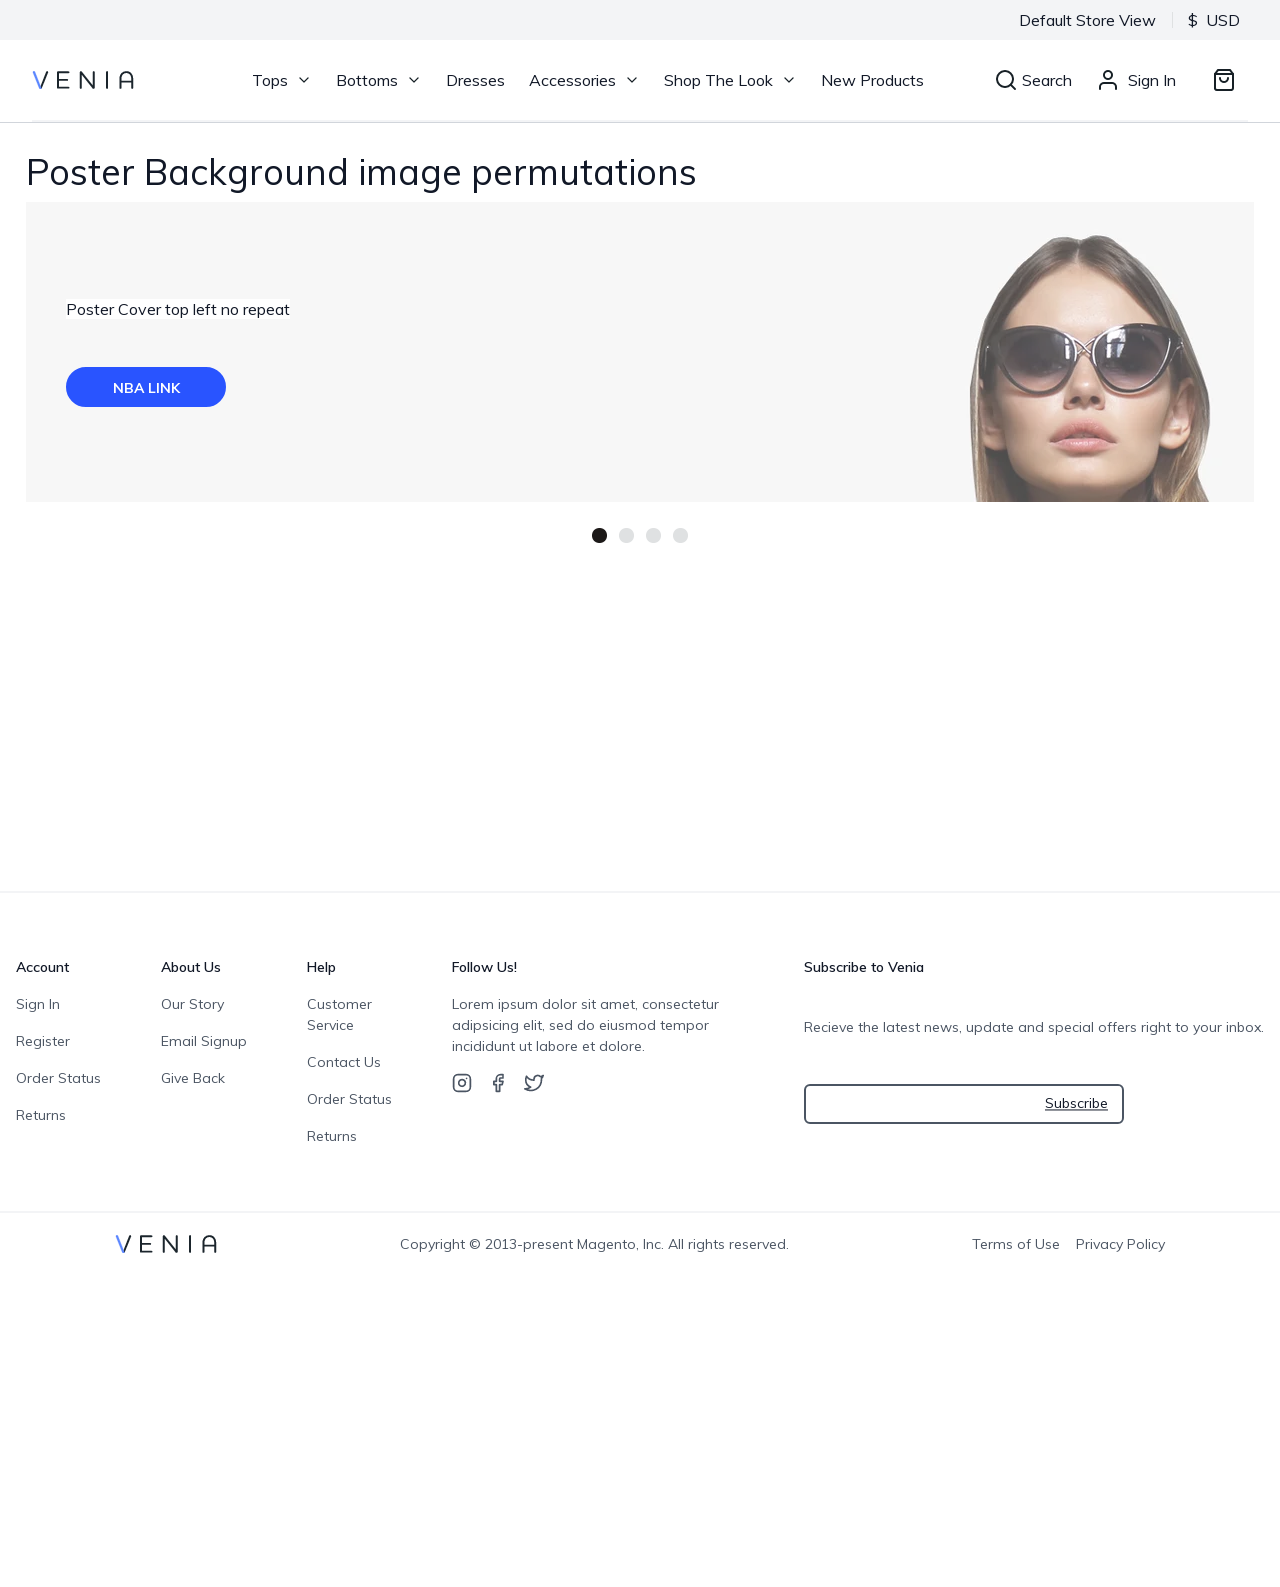 Default Store View
$ USD
VENIA
Tops
Bottoms
Dresses
Accessories
Shop The Look
New Products
Search
Sign In
Poster Background image permutations
Poster Cover top left no repeat
NBA LINK
Account
Sign In
Register
Order Status
Returns
About Us
Our Story
Email Signup
Give Back
Help
Customer
Service
Contact Us
Order Status
Returns
Follow Us!
Lorem ipsum dolor sit amet, consectetur
adipsicing elit, sed do eiusmod tempor
incididunt ut labore et dolore.
Subscribe to Venia
Recieve the latest news, update and special offers right to your inbox.
Subscribe
VENIA
Copyright © 2013-present Magento, Inc. All rights reserved.
Terms of Use
Privacy Policy